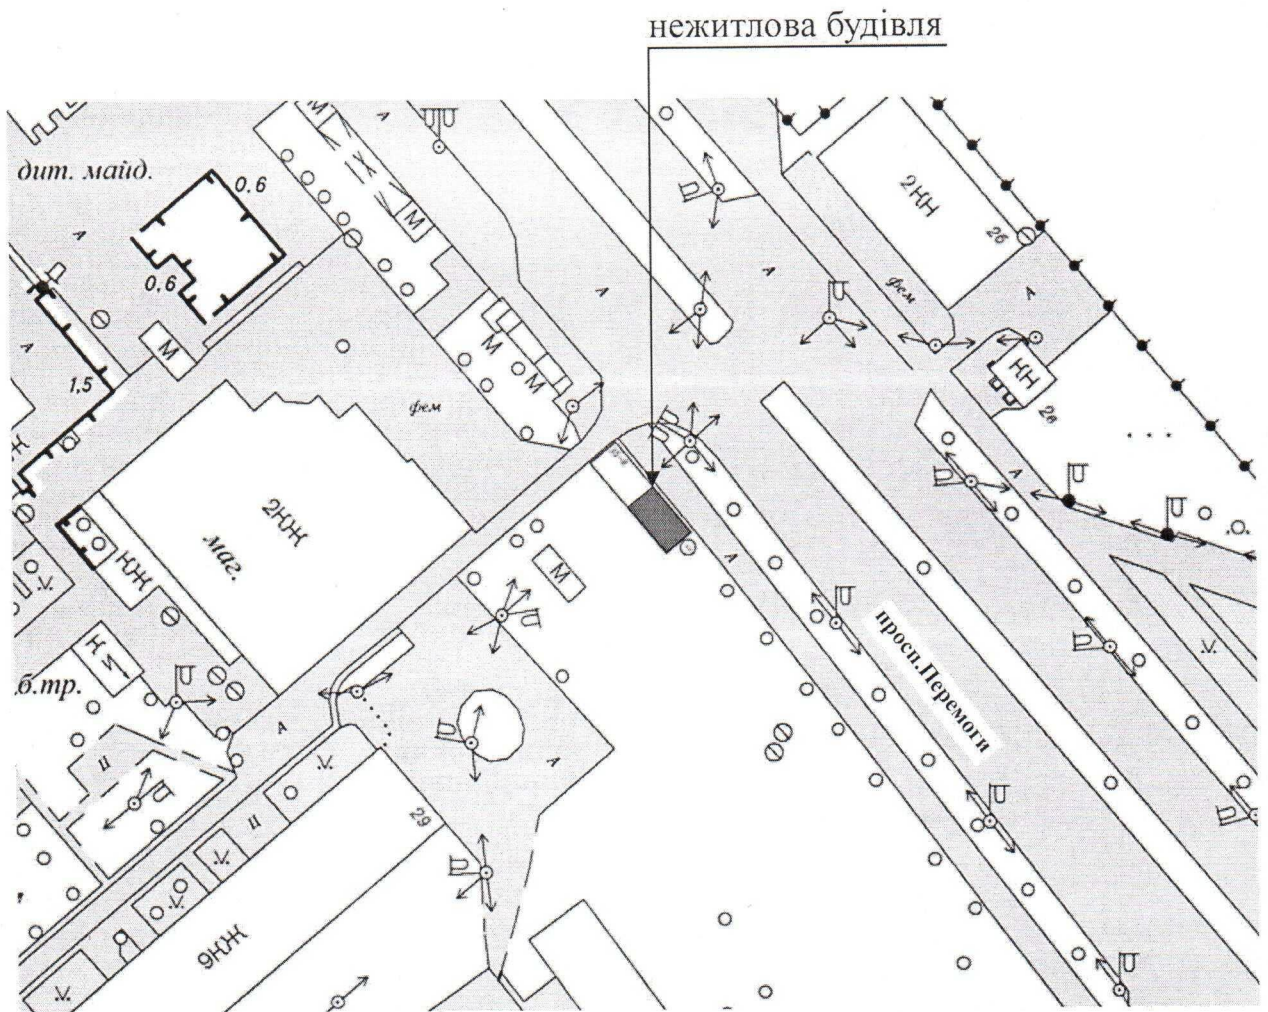 нежитлова будівля
М
дит. майд.
0.6
А
М
А
2КН
2б
А
0.6
А
А
фем
А
А
М
М
М
КН
2в
1,5
фем
А
2КЖ
маг.
КЖ
М
А
просп.Перемоги
К
б.тр.
А
А
29
9КЖ